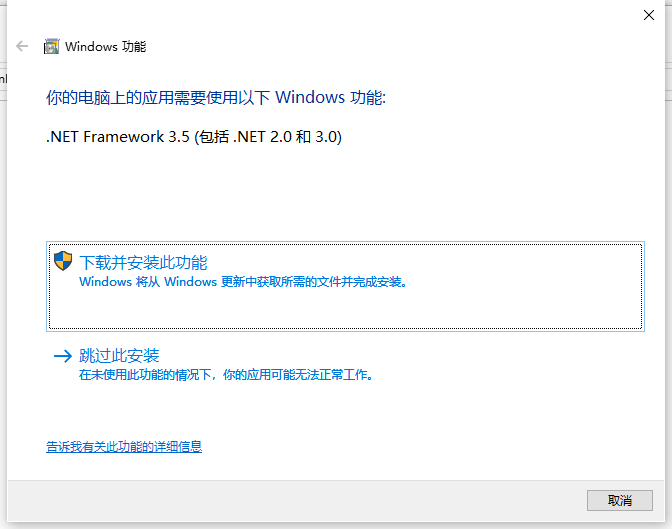 Windows 功能
你的电脑上的应用需要使用以下 Windows 功能:
.NET Framework 3.5 (包括 .NET 2.0 和 3.0)
下载并安装此功能
Windows 将从 Windows 更新中获取所需的文件并完成安装。
跳过此安装
在未使用此功能的情况下，你的应用可能无法正常工作。
告诉我有关此功能的详细信息
取消